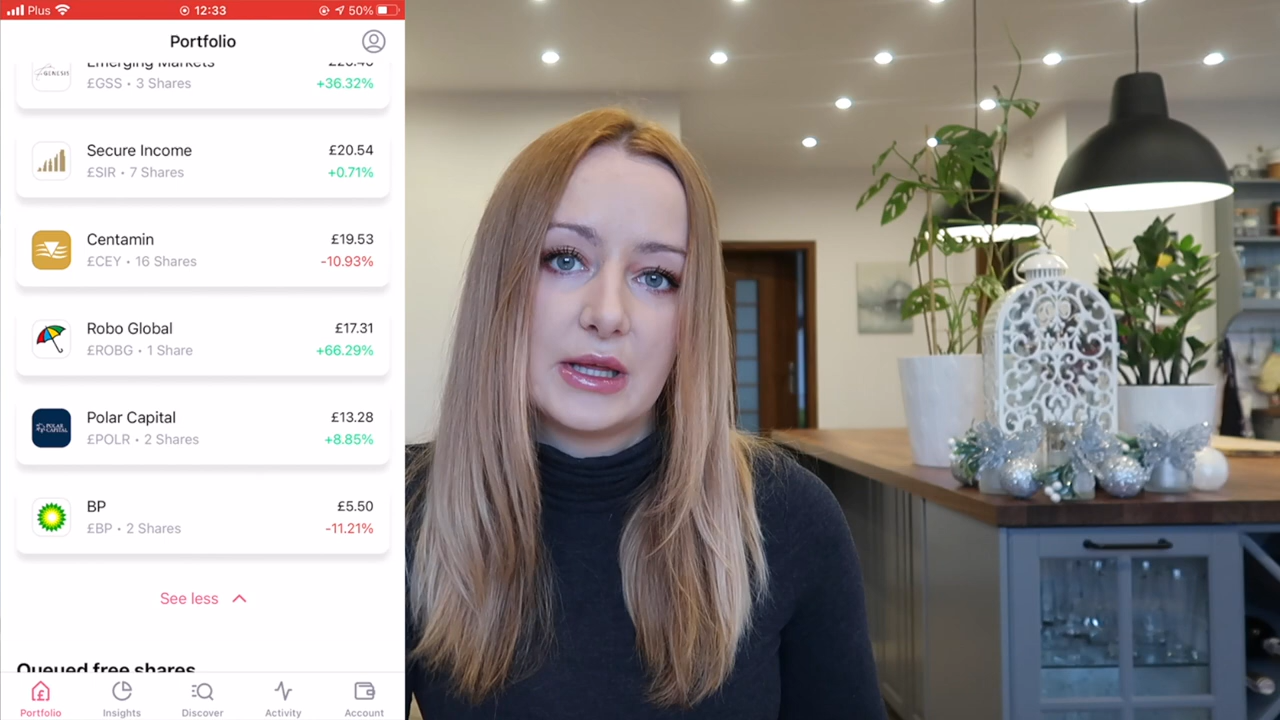 Plus 12:33 50%
Portfolio
Emerging Markets
£GSS • 3 Shares +36.32%
Secure Income £20.54
£SIR • 7 Shares +0.71%
Centamin £19.53
£CEY • 16 Shares -10.93%
Robo Global £17.31
£ROBG • 1 Share +66.29%
Polar Capital £13.28
£POLR • 2 Shares +8.85%
BP £5.50
£BP • 2 Shares -11.21%
See less
Queued free shares
Portfolio Insights Discover Activity Account
GENESIS
POLAR
CAPITAL